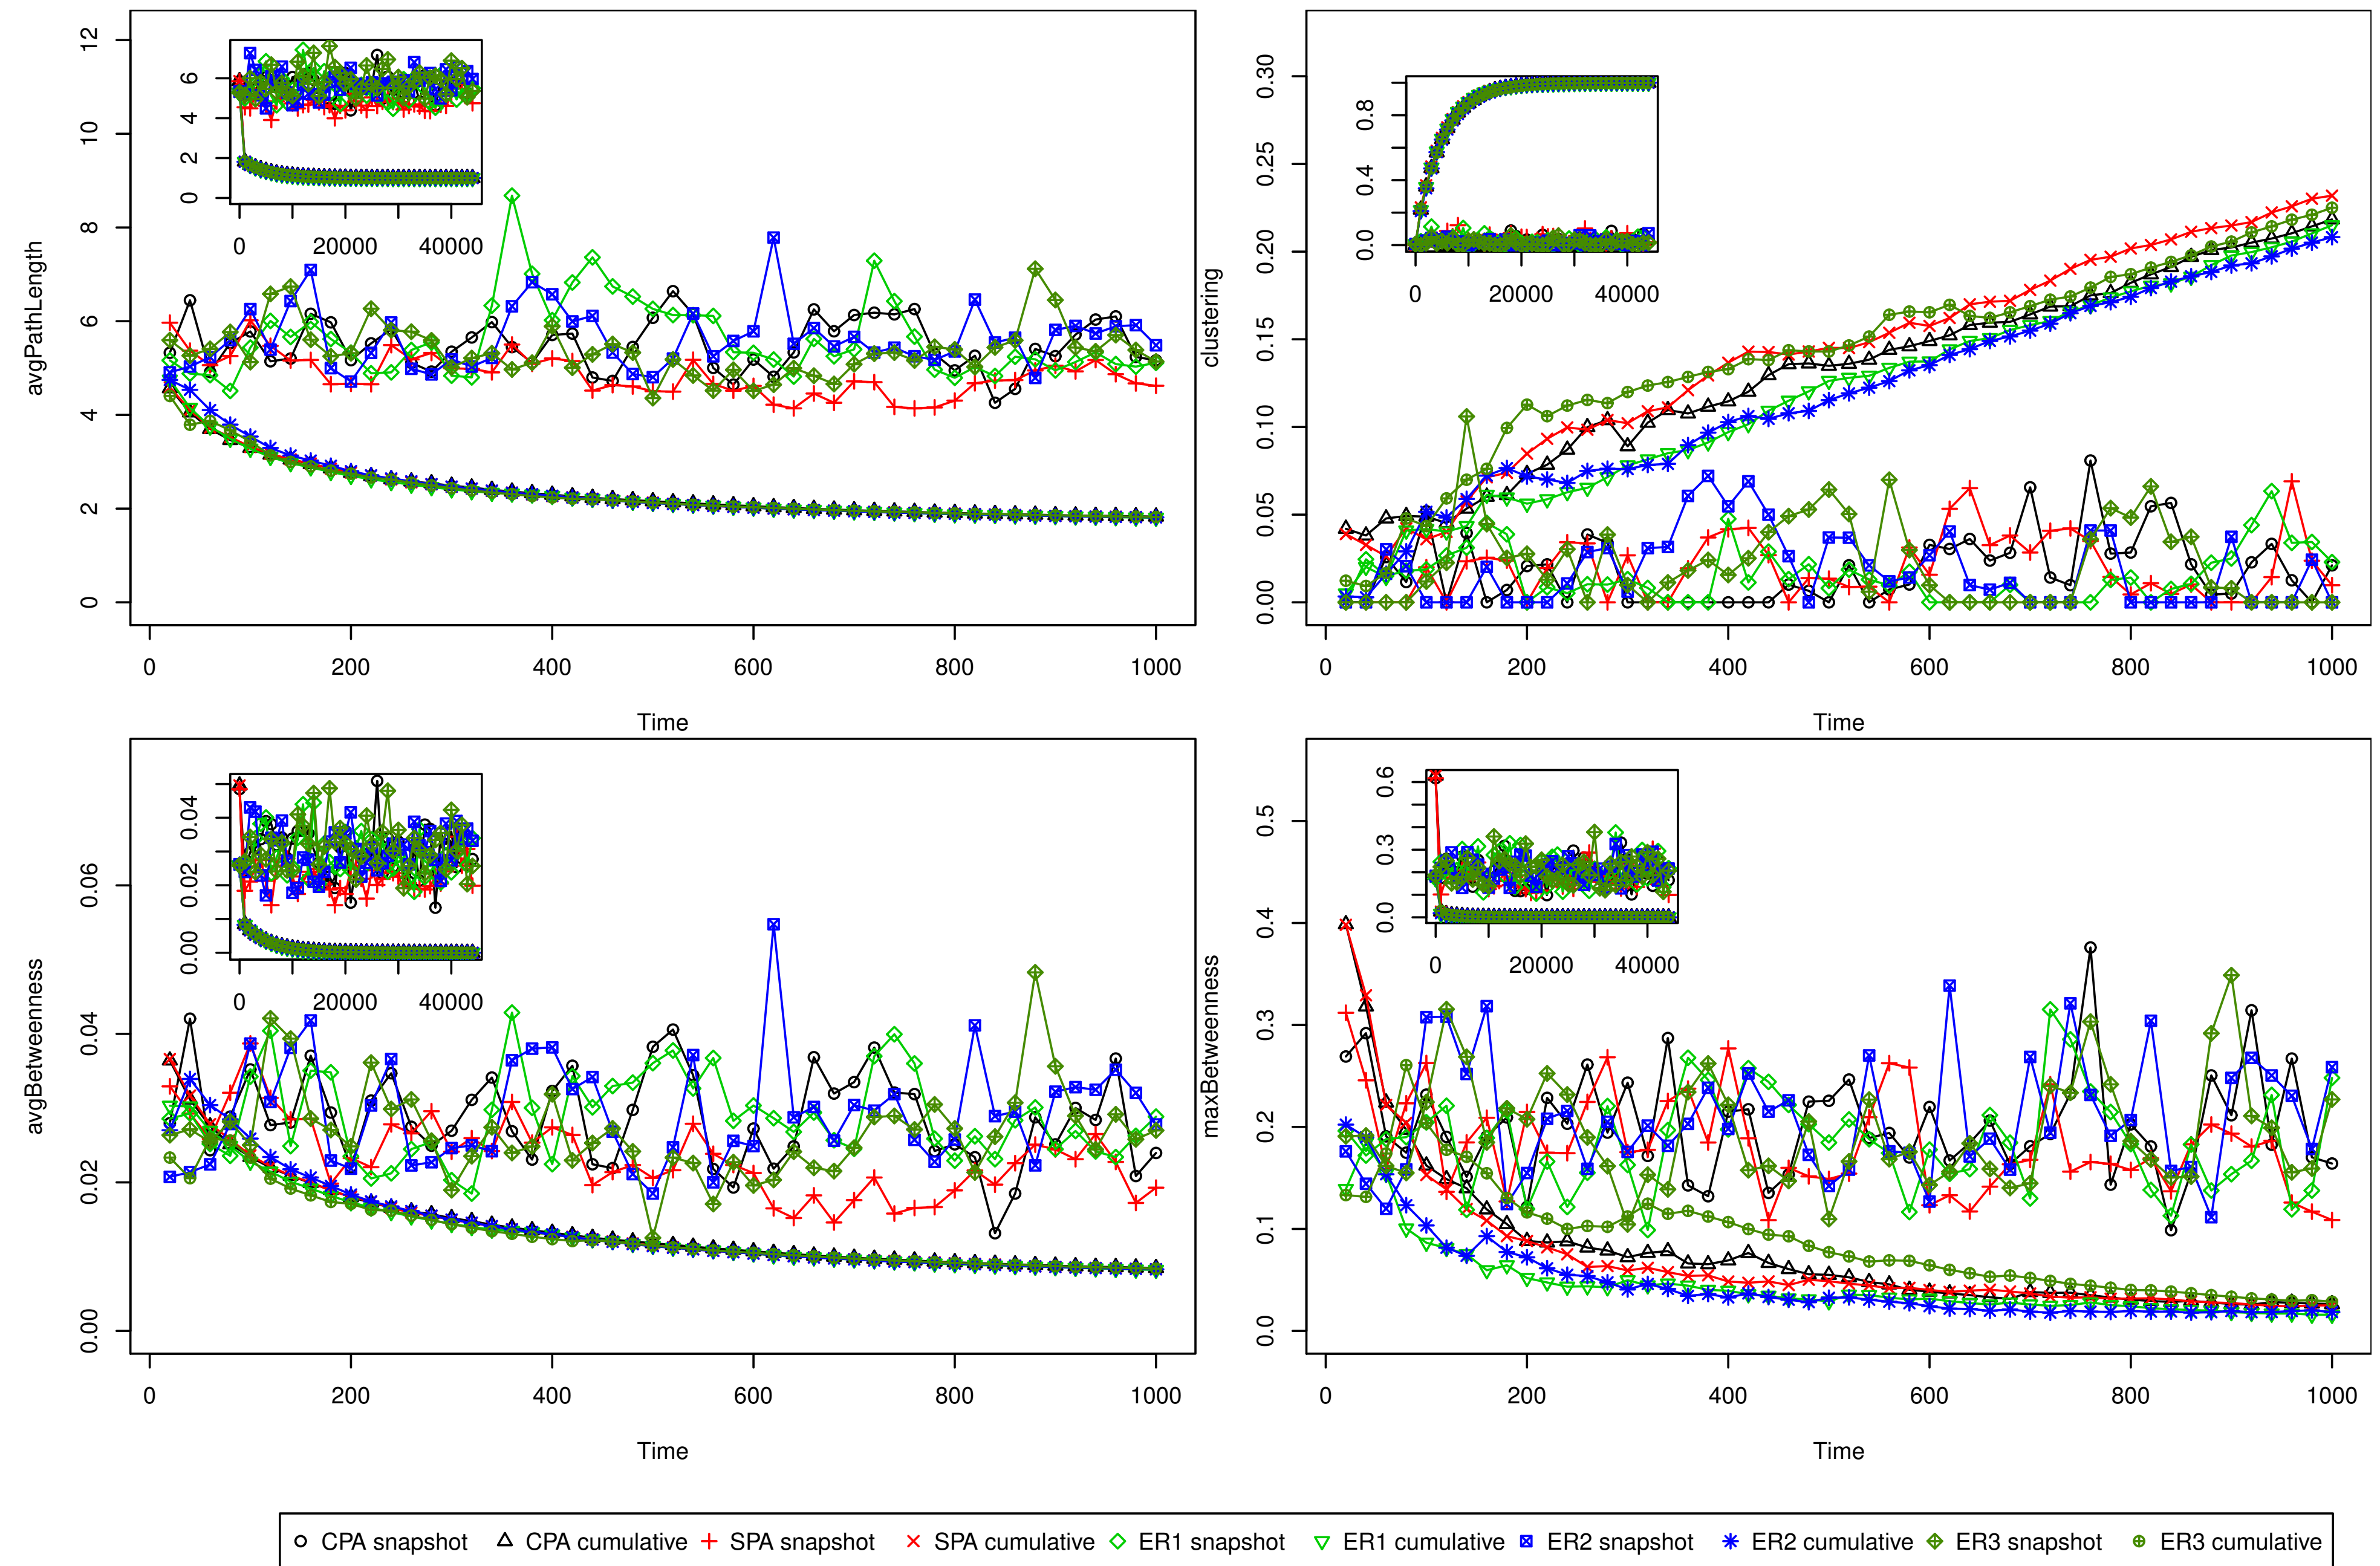 avgPathLength
0 2 4 6 8 10 12
0 2 4 6
0 20000 40000
0 200 400 600 800 1000
Time
clustering
0.00 0.05 0.10 0.15 0.20 0.25 0.30
0.0 0.4 0.8
0 20000 40000
0 200 400 600 800 1000
Time
avgBetweenness
0.00 0.02 0.04 0.06
0.00 0.02 0.04
0 20000 40000
0 200 400 600 800 1000
Time
maxBetweenness
0.0 0.1 0.2 0.3 0.4 0.5
0.0 0.3 0.6
0 20000 40000
0 200 400 600 800 1000
Time
CPA snapshot CPA cumulative SPA snapshot SPA cumulative ER1 snapshot ER1 cumulative ER2 snapshot ER2 cumulative ER3 snapshot ER3 cumulative